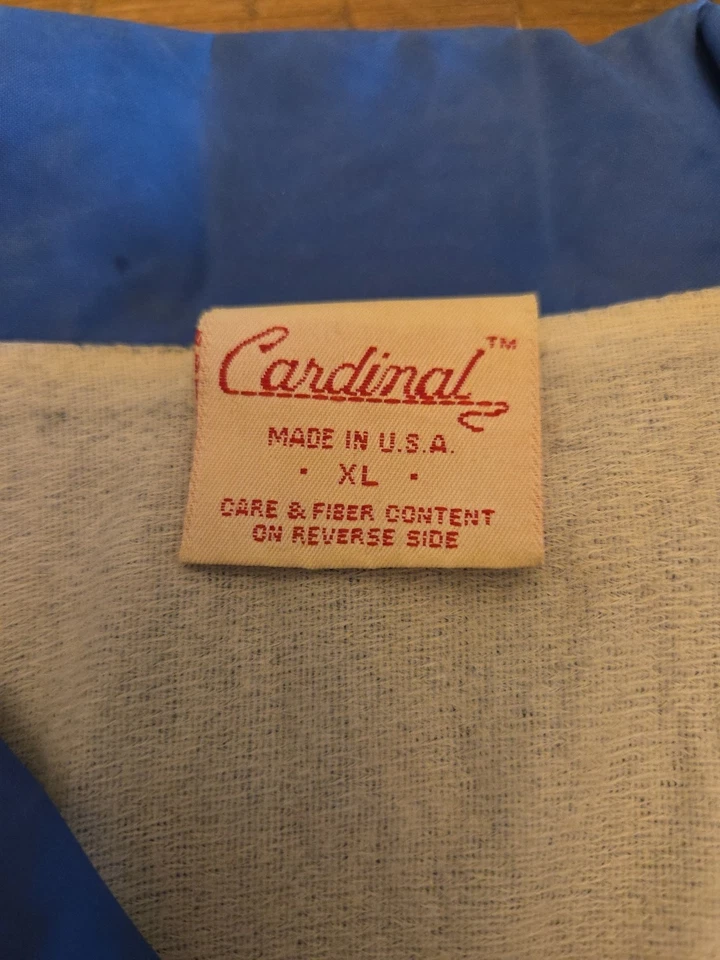 Cardinal™
MADE IN U.S.A.
· XL ·
CARE & FIBER CONTENT
ON REVERSE SIDE